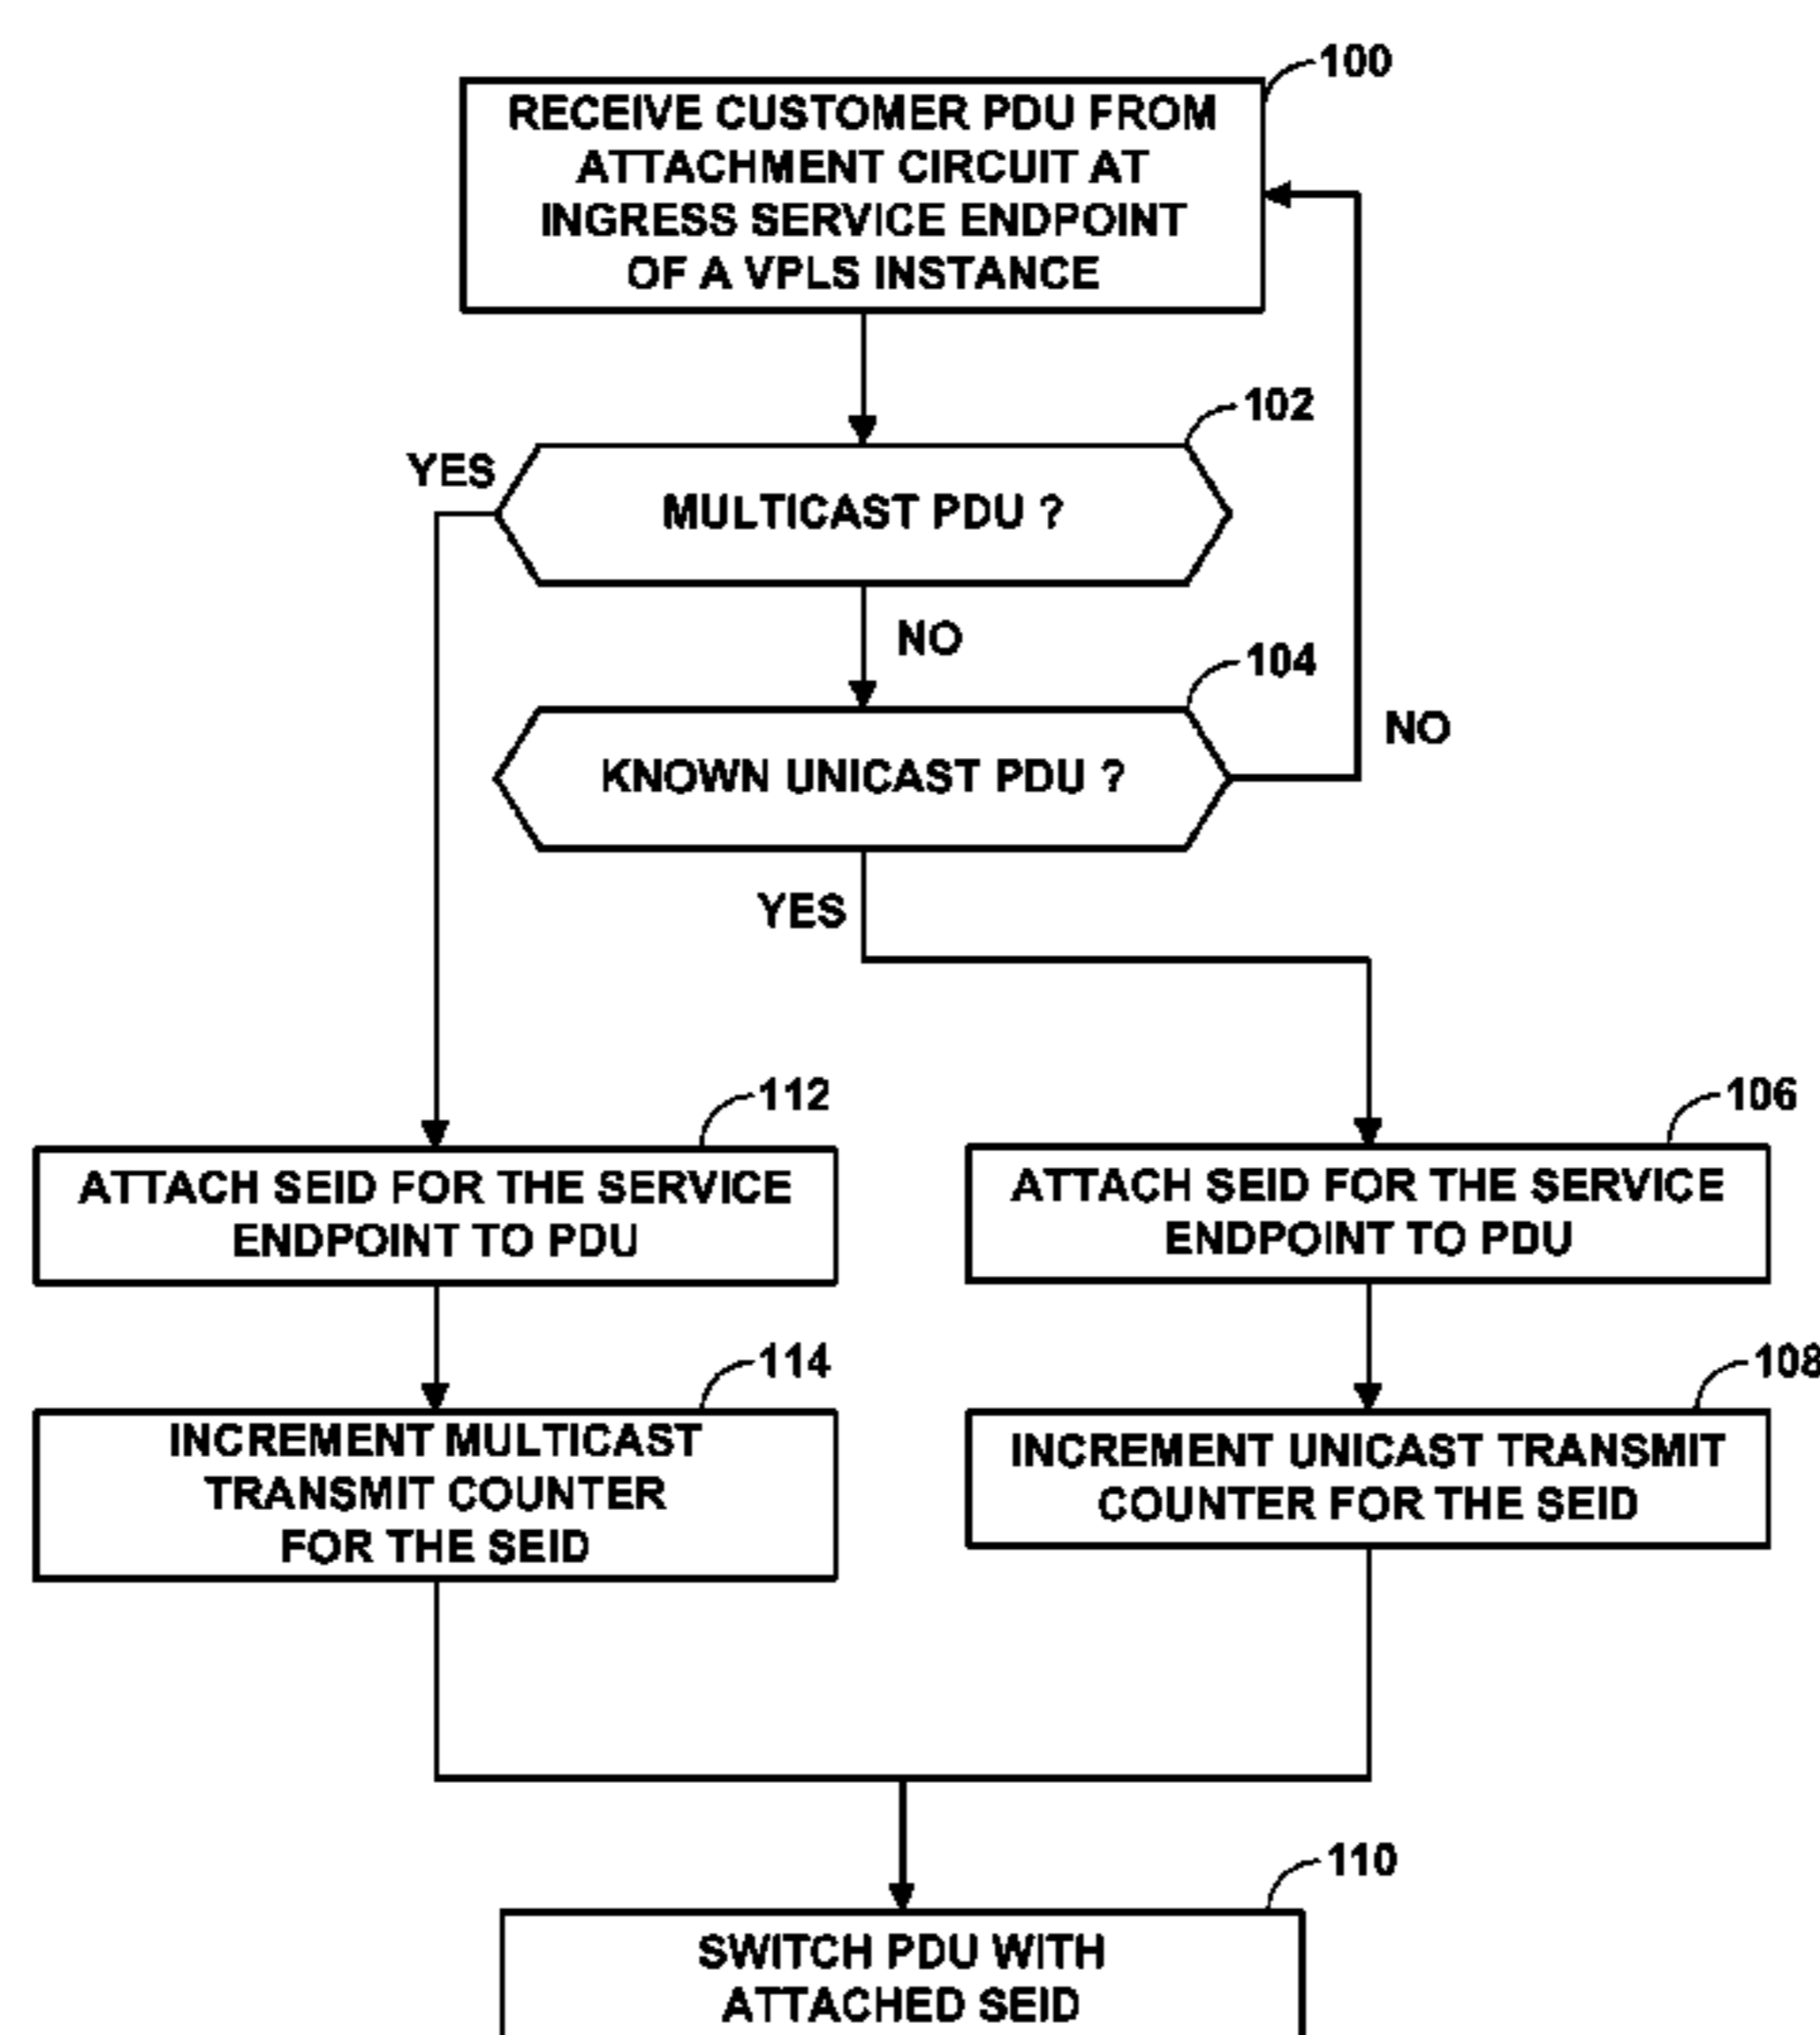 100
RECEIVE CUSTOMER PDU FROM
ATTACHMENT CIRCUIT AT
INGRESS SERVICE ENDPOINT
OF A VPLS INSTANCE
102
YES
MULTICAST PDU ?
NO
104
KNOWN UNICAST PDU ?
NO
YES
112
ATTACH SEID FOR THE SERVICE
ENDPOINT TO PDU
106
ATTACH SEID FOR THE SERVICE
ENDPOINT TO PDU
114
INCREMENT MULTICAST
TRANSMIT COUNTER
FOR THE SEID
108
INCREMENT UNICAST TRANSMIT
COUNTER FOR THE SEID
110
SWITCH PDU WITH
ATTACHED SEID